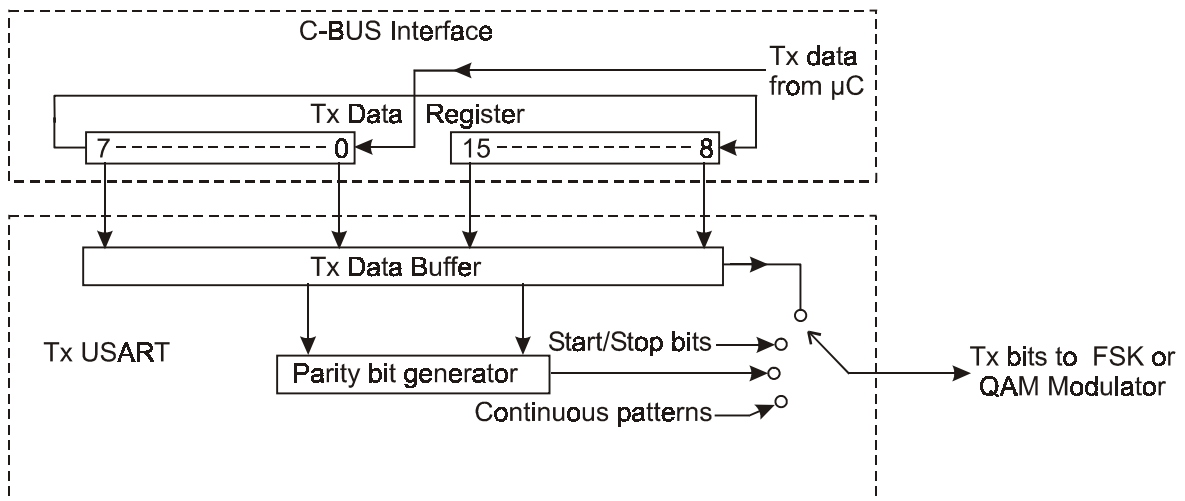 C-BUS Interface
Tx data
from µC
Tx Data Register
7 0
15 8
Tx Data Buffer
Tx USART
Start/Stop bits
Parity bit generator
Continuous patterns
Tx bits to FSK or
QAM Modulator